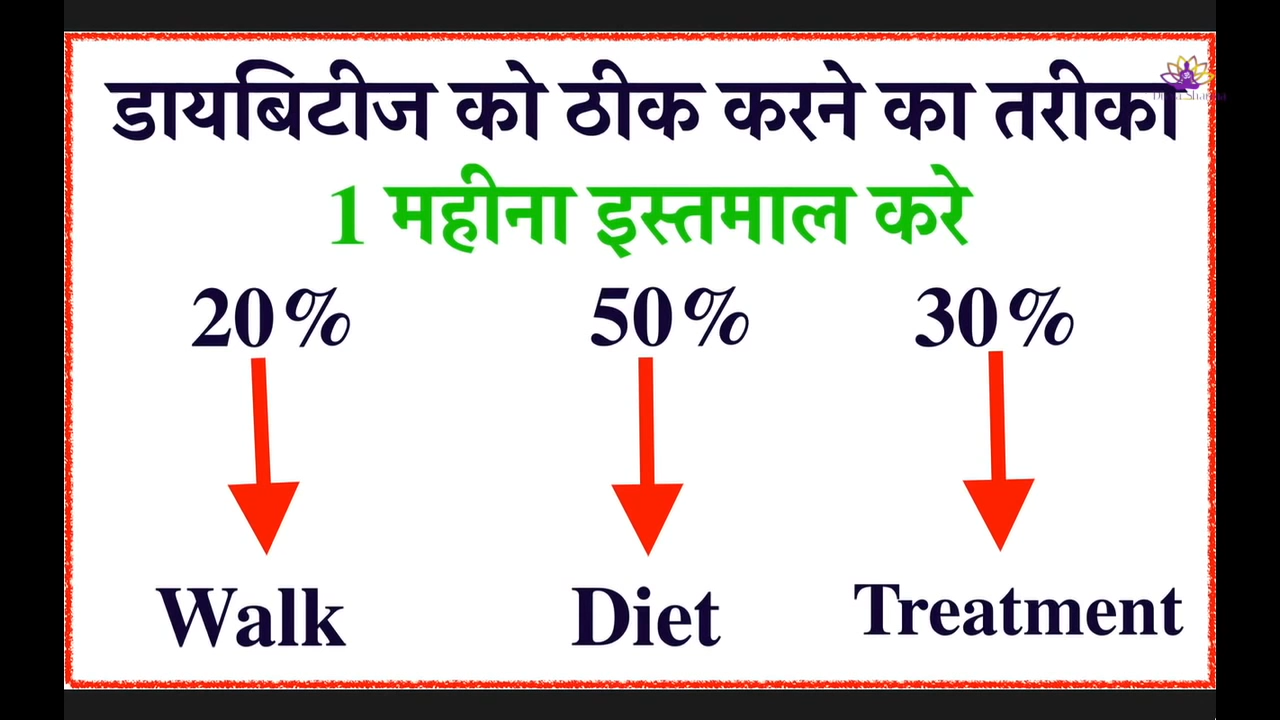 डायबिटीज को ठीक करने का तरीका
1 महीना इस्तमाल करे
20% 50% 30%
Walk Diet Treatment